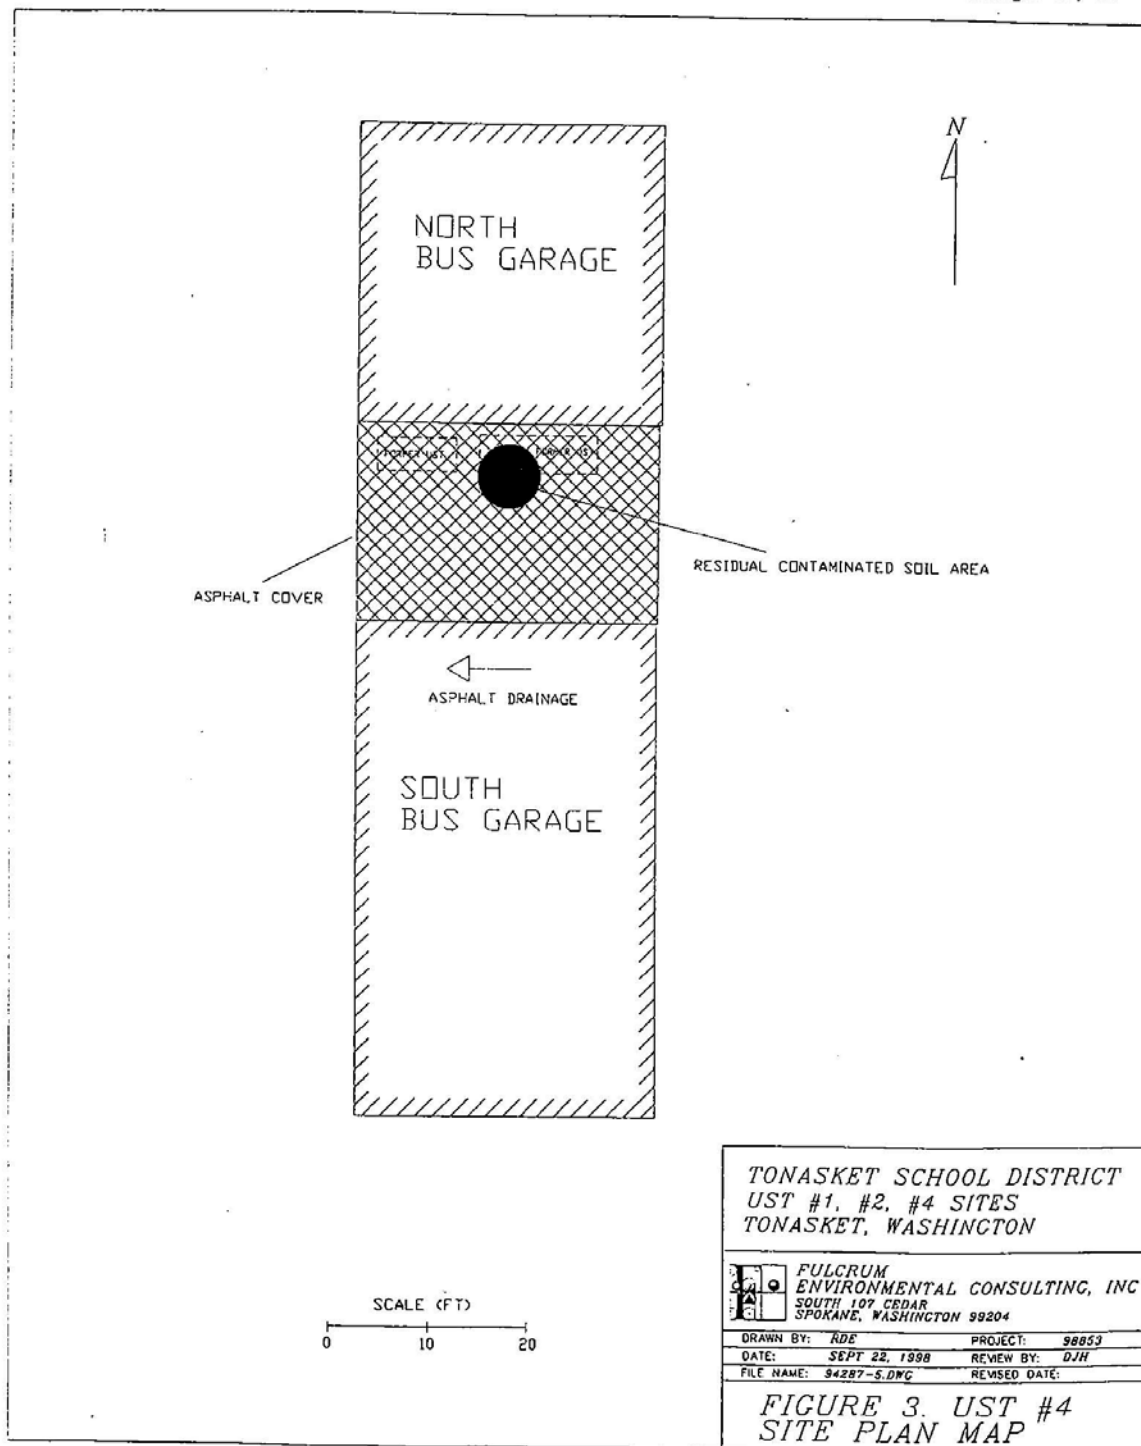 N
NORTH
BUS GARAGE
FORMER UST
RESIDUAL CONTAMINATED SOIL AREA
ASPHALT COVER
ASPHALT DRAINAGE
SOUTH
BUS GARAGE
SCALE (FT)
0 10 20
TONASKET SCHOOL DISTRICT
UST #1, #2, #4 SITES
TONASKET, WASHINGTON
FULCRUM
ENVIRONMENTAL CONSULTING, INC
SOUTH 107 CEDAR
SPOKANE, WASHINGTON 99204
DRAWN BY: RDE PROJECT: 98853
DATE: SEPT 22, 1998 REVIEW BY: DJH
FILE NAME: 94287-5.DWG REVISED DATE:
FIGURE 3. UST #4
SITE PLAN MAP